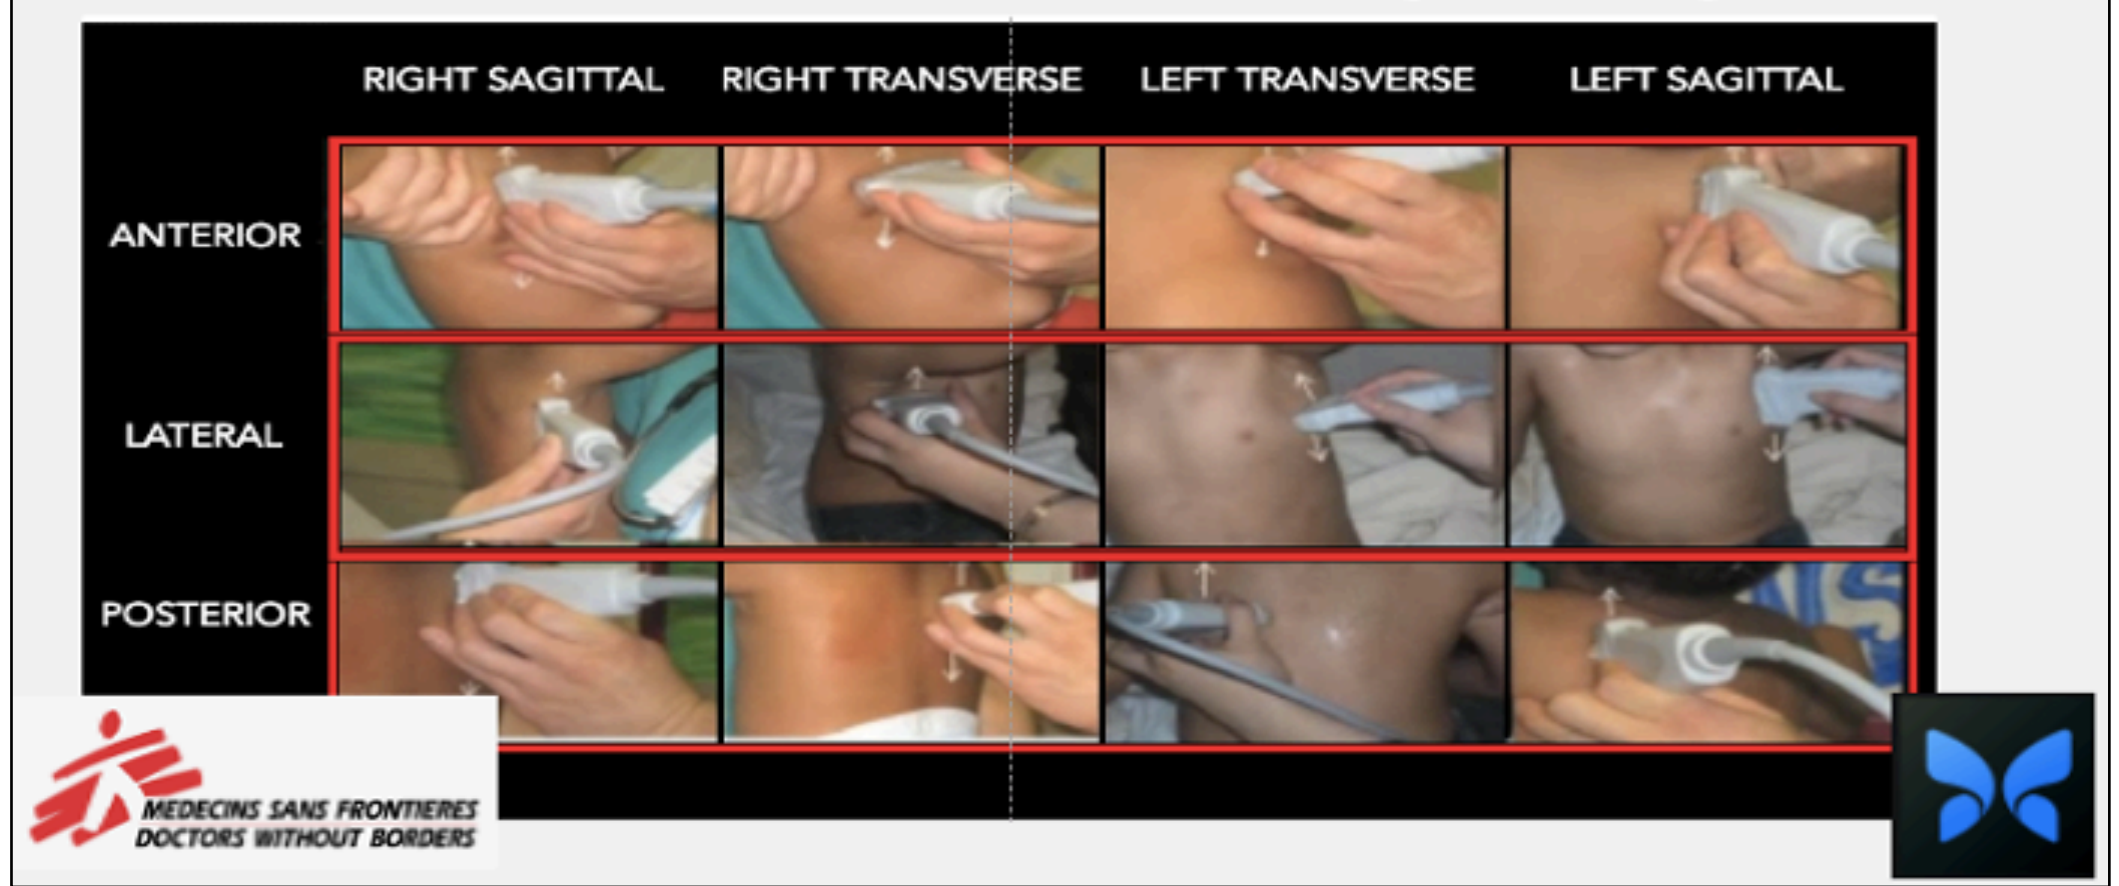 RIGHT SAGITTAL RIGHT TRANSVERSE LEFT TRANSVERSE LEFT SAGITTAL
ANTERIOR
LATERAL
POSTERIOR
MEDECINS SANS FRONTIERES
DOCTORS WITHOUT BORDERS